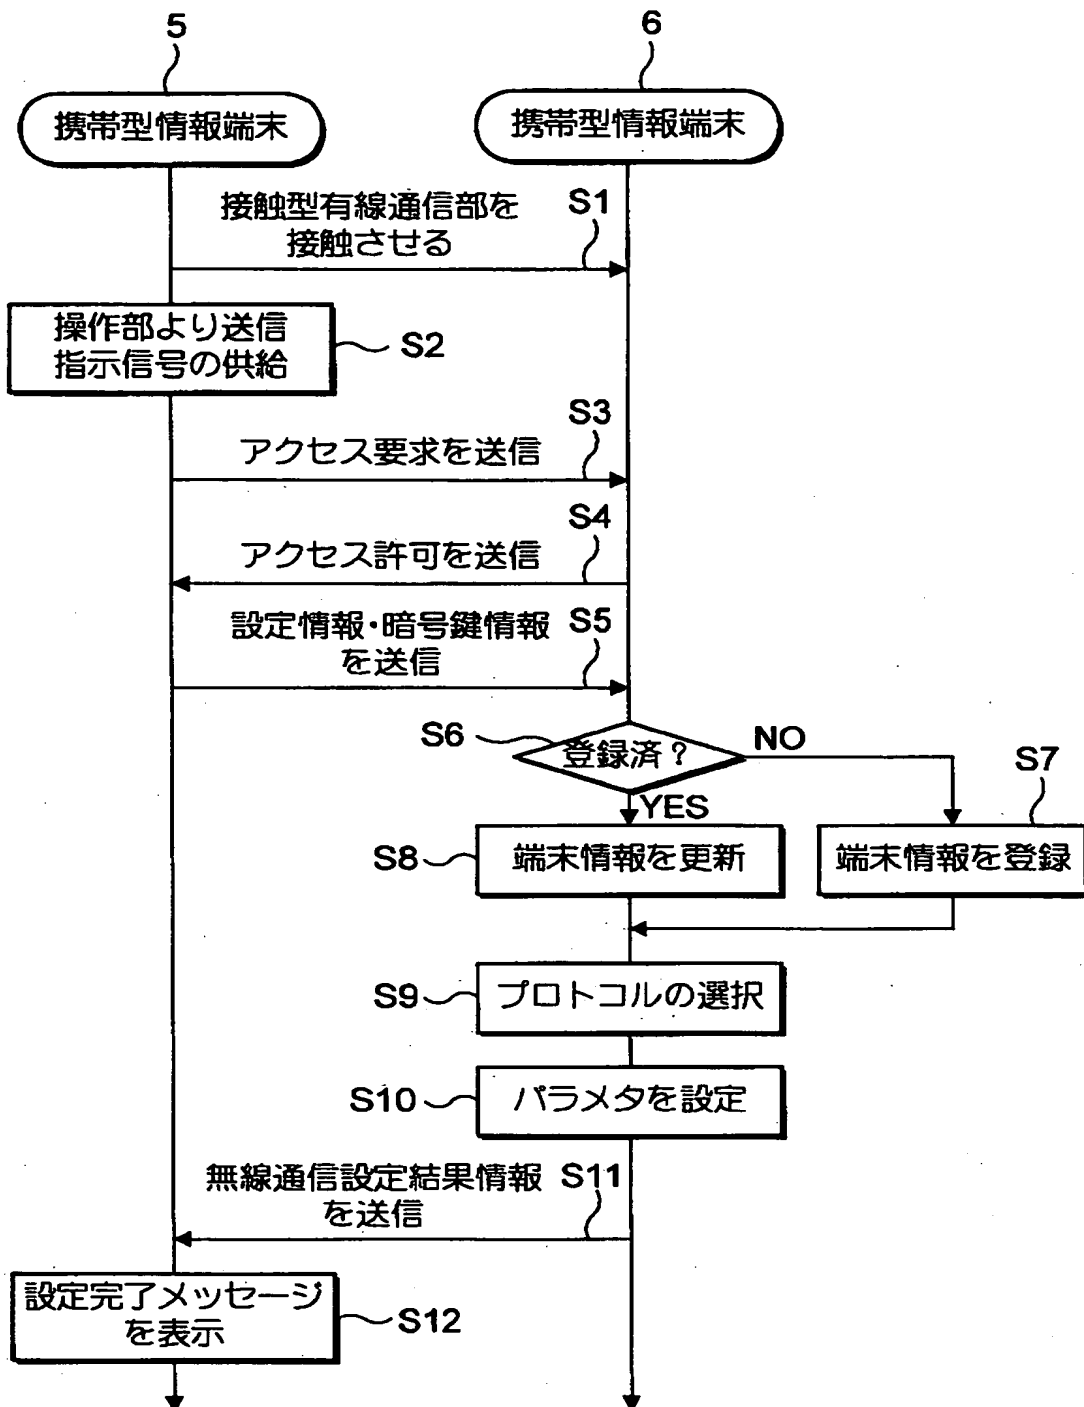 5
6
携帯型情報端末
携帯型情報端末
接触型有線通信部を
接触させる
S1
操作部より送信
指示信号の供給
S2
S3
アクセス要求を送信
S4
アクセス許可を送信
設定情報・暗号鍵情報
を送信
S5
S6
登録済?
NO
S7
YES
S8
端末情報を更新
端末情報を登録
S9
プロトコルの選択
S10
パラメタを設定
無線通信設定結果情報
を送信
S11
設定完了メッセージ
を表示
S12